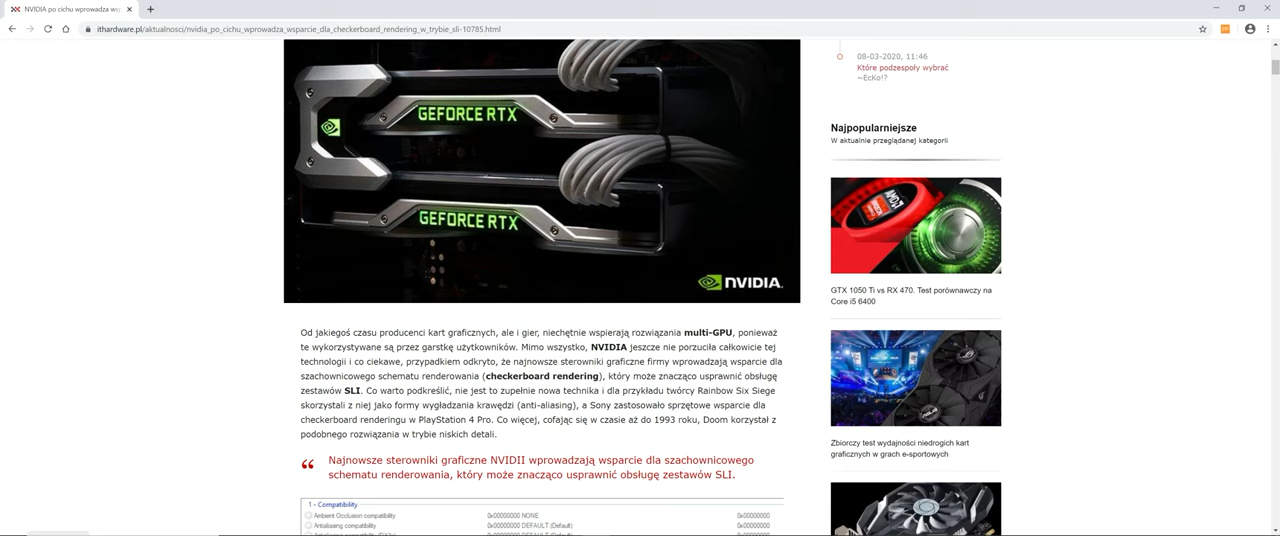 NVIDIA po cichu wprowadza ws
ithardware.pl/aktualnosci/nvidia_po_cichu_wprowadza_wsparcie_dla_checkerboard_rendering_w_trybie_sli-10785.html
GEFORCE RTX
GEFORCE RTX
NVIDIA.
Od jakiegoś czasu producenci kart graficznych, ale i gier, niechętnie wspierają rozwiązania multi-GPU, ponieważ
te wykorzystywane są przez garstkę użytkowników. Mimo wszystko, NVIDIA jeszcze nie porzuciła całkowicie tej
technologii i co ciekawe, przypadkiem odkryto, że najnowsze sterowniki graficzne firmy wprowadzają wsparcie dla
szachownicowego schematu renderowania (checkerboard rendering), który może znacząco usprawnić obsługę
zestawów SLI. Co warto podkreślić, nie jest to zupełnie nowa technika i dla przykładu twórcy Rainbow Six Siege
skorzystali z niej jako formy wygładzania krawędzi (anti-aliasing), a Sony zastosowało sprzętowe wsparcie dla
checkerboard renderingu w PlayStation 4 Pro. Co więcej, cofając się w czasie aż do 1993 roku, Doom korzystał z
podobnego rozwiązania w trybie niskich detali.
“ Najnowsze sterowniki graficzne NVIDII wprowadzają wsparcie dla szachownicowego
schematu renderowania, który może znacząco usprawnić obsługę zestawów SLI.
1 - Compatibility
Ambient Occlusion compatibility 0x00000000 NONE 0x00000000
Antialiasing compatibility 0x00000000 DEFAULT (Default) 0x00000000
08-03-2020, 11:46
Które podzespoły wybrać
~EcKo!?
Najpopularniejsze
W aktualnie przeglądanej kategorii
AMD
RADEON
GTX 1050 Ti vs RX 470. Test porównawczy na
Core i5 6400
ASUS
Zbiorczy test wydajności niedrogich kart
graficznych w grach e-sportowych